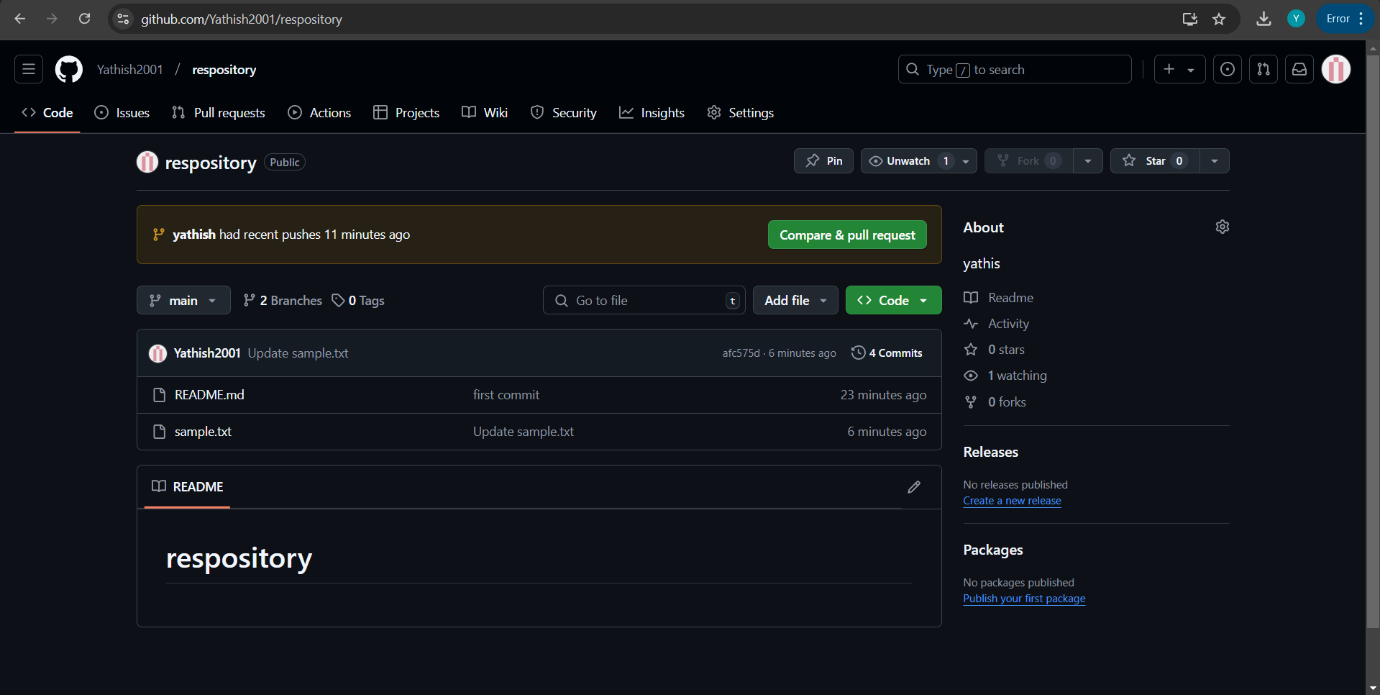 github.com/Yathish2001/respository
Error
Y
Yathish2001 / respository
Type / to search
Code Issues Pull requests Actions Projects Wiki Security Insights Settings
respository Public
Pin Unwatch 1 Fork 0 Star 0
yathish had recent pushes 11 minutes ago
Compare & pull request
main 2 Branches 0 Tags
Go to file t
Add file
Code
Yathish2001 Update sample.txt afc575d · 6 minutes ago 4 Commits
README.md first commit 23 minutes ago
sample.txt Update sample.txt 6 minutes ago
README
respository
About
yathis
Readme
Activity
0 stars
1 watching
0 forks
Releases
No releases published
Create a new release
Packages
No packages published
Publish your first package